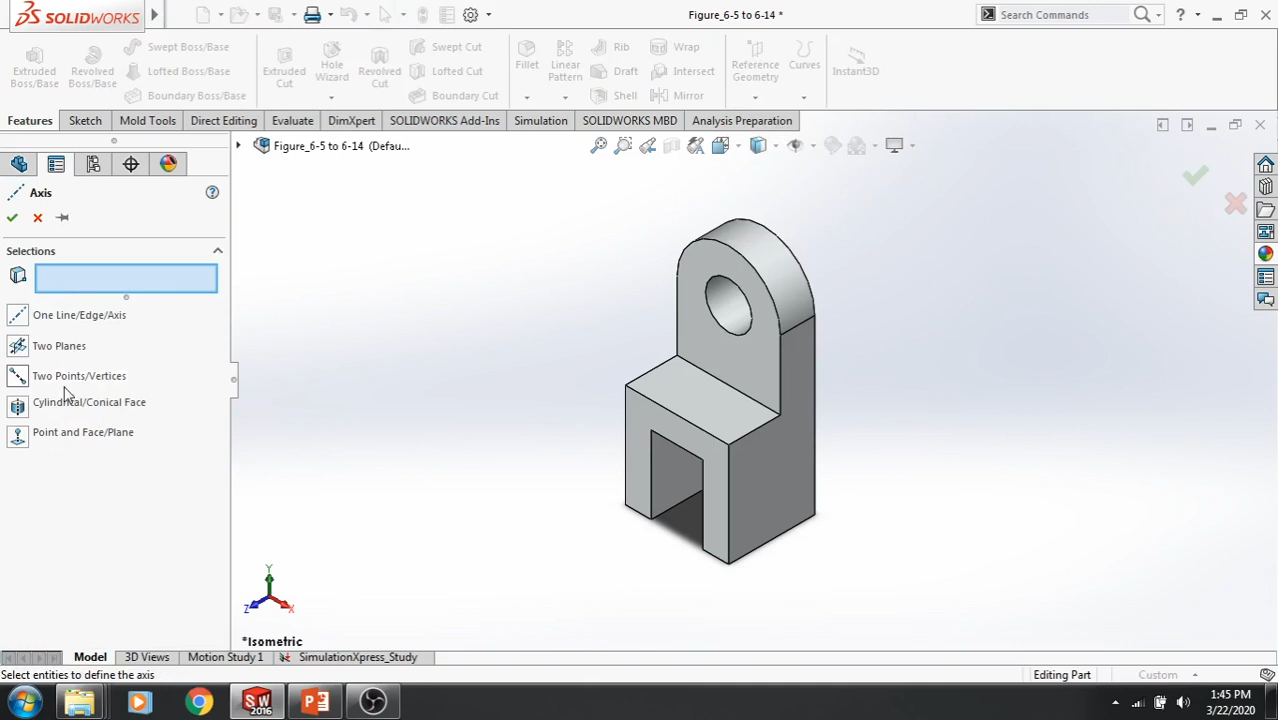 SOLIDWORKS
Figure_6-5 to 6-14 *
Search Commands
?
Extruded Boss/Base
Revolved Boss/Base
Swept Boss/Base
Lofted Boss/Base
Boundary Boss/Base
Extruded Cut
Hole Wizard
Revolved Cut
Swept Cut
Lofted Cut
Boundary Cut
Fillet
Linear Pattern
Rib
Draft
Shell
Wrap
Intersect
Mirror
Reference Geometry
Curves
Instant3D
Features
Sketch
Mold Tools
Direct Editing
Evaluate
DimXpert
SOLIDWORKS Add-Ins
Simulation
SOLIDWORKS MBD
Analysis Preparation
Figure_6-5 to 6-14 (Defau...
Axis
?
Selections
One Line/Edge/Axis
Two Planes
Two Points/Vertices
Cylindrical/Conical Face
Point and Face/Plane
Y
Z
X
*Isometric
Model
3D Views
Motion Study 1
SimulationXpress_Study
Select entities to define the axis
Editing Part
Custom
SW
2016
1:45 PM
3/22/2020